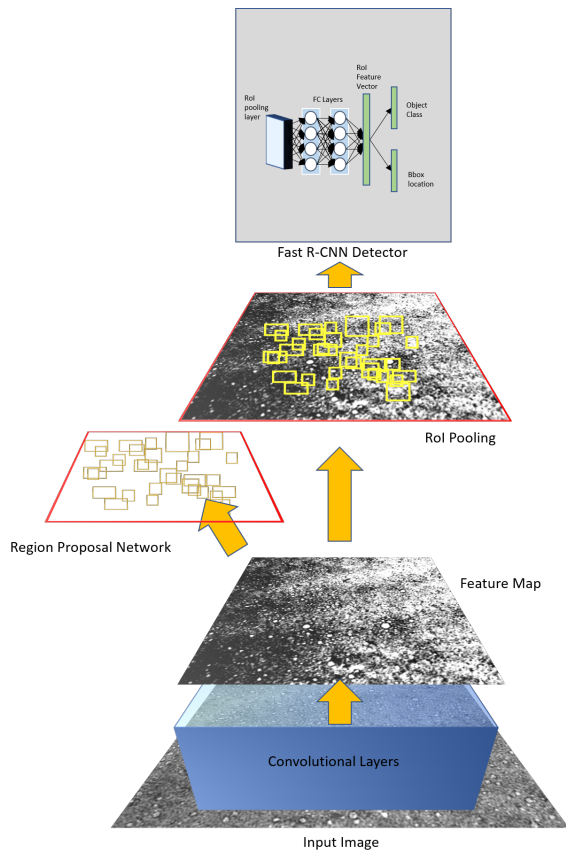 RoI
Feature
Vector
RoI
pooling
layer
FC Layers
Object
Class
Bbox
location
Fast R-CNN Detector
RoI Pooling
Region Proposal Network
Feature Map
Convolutional Layers
Input Image